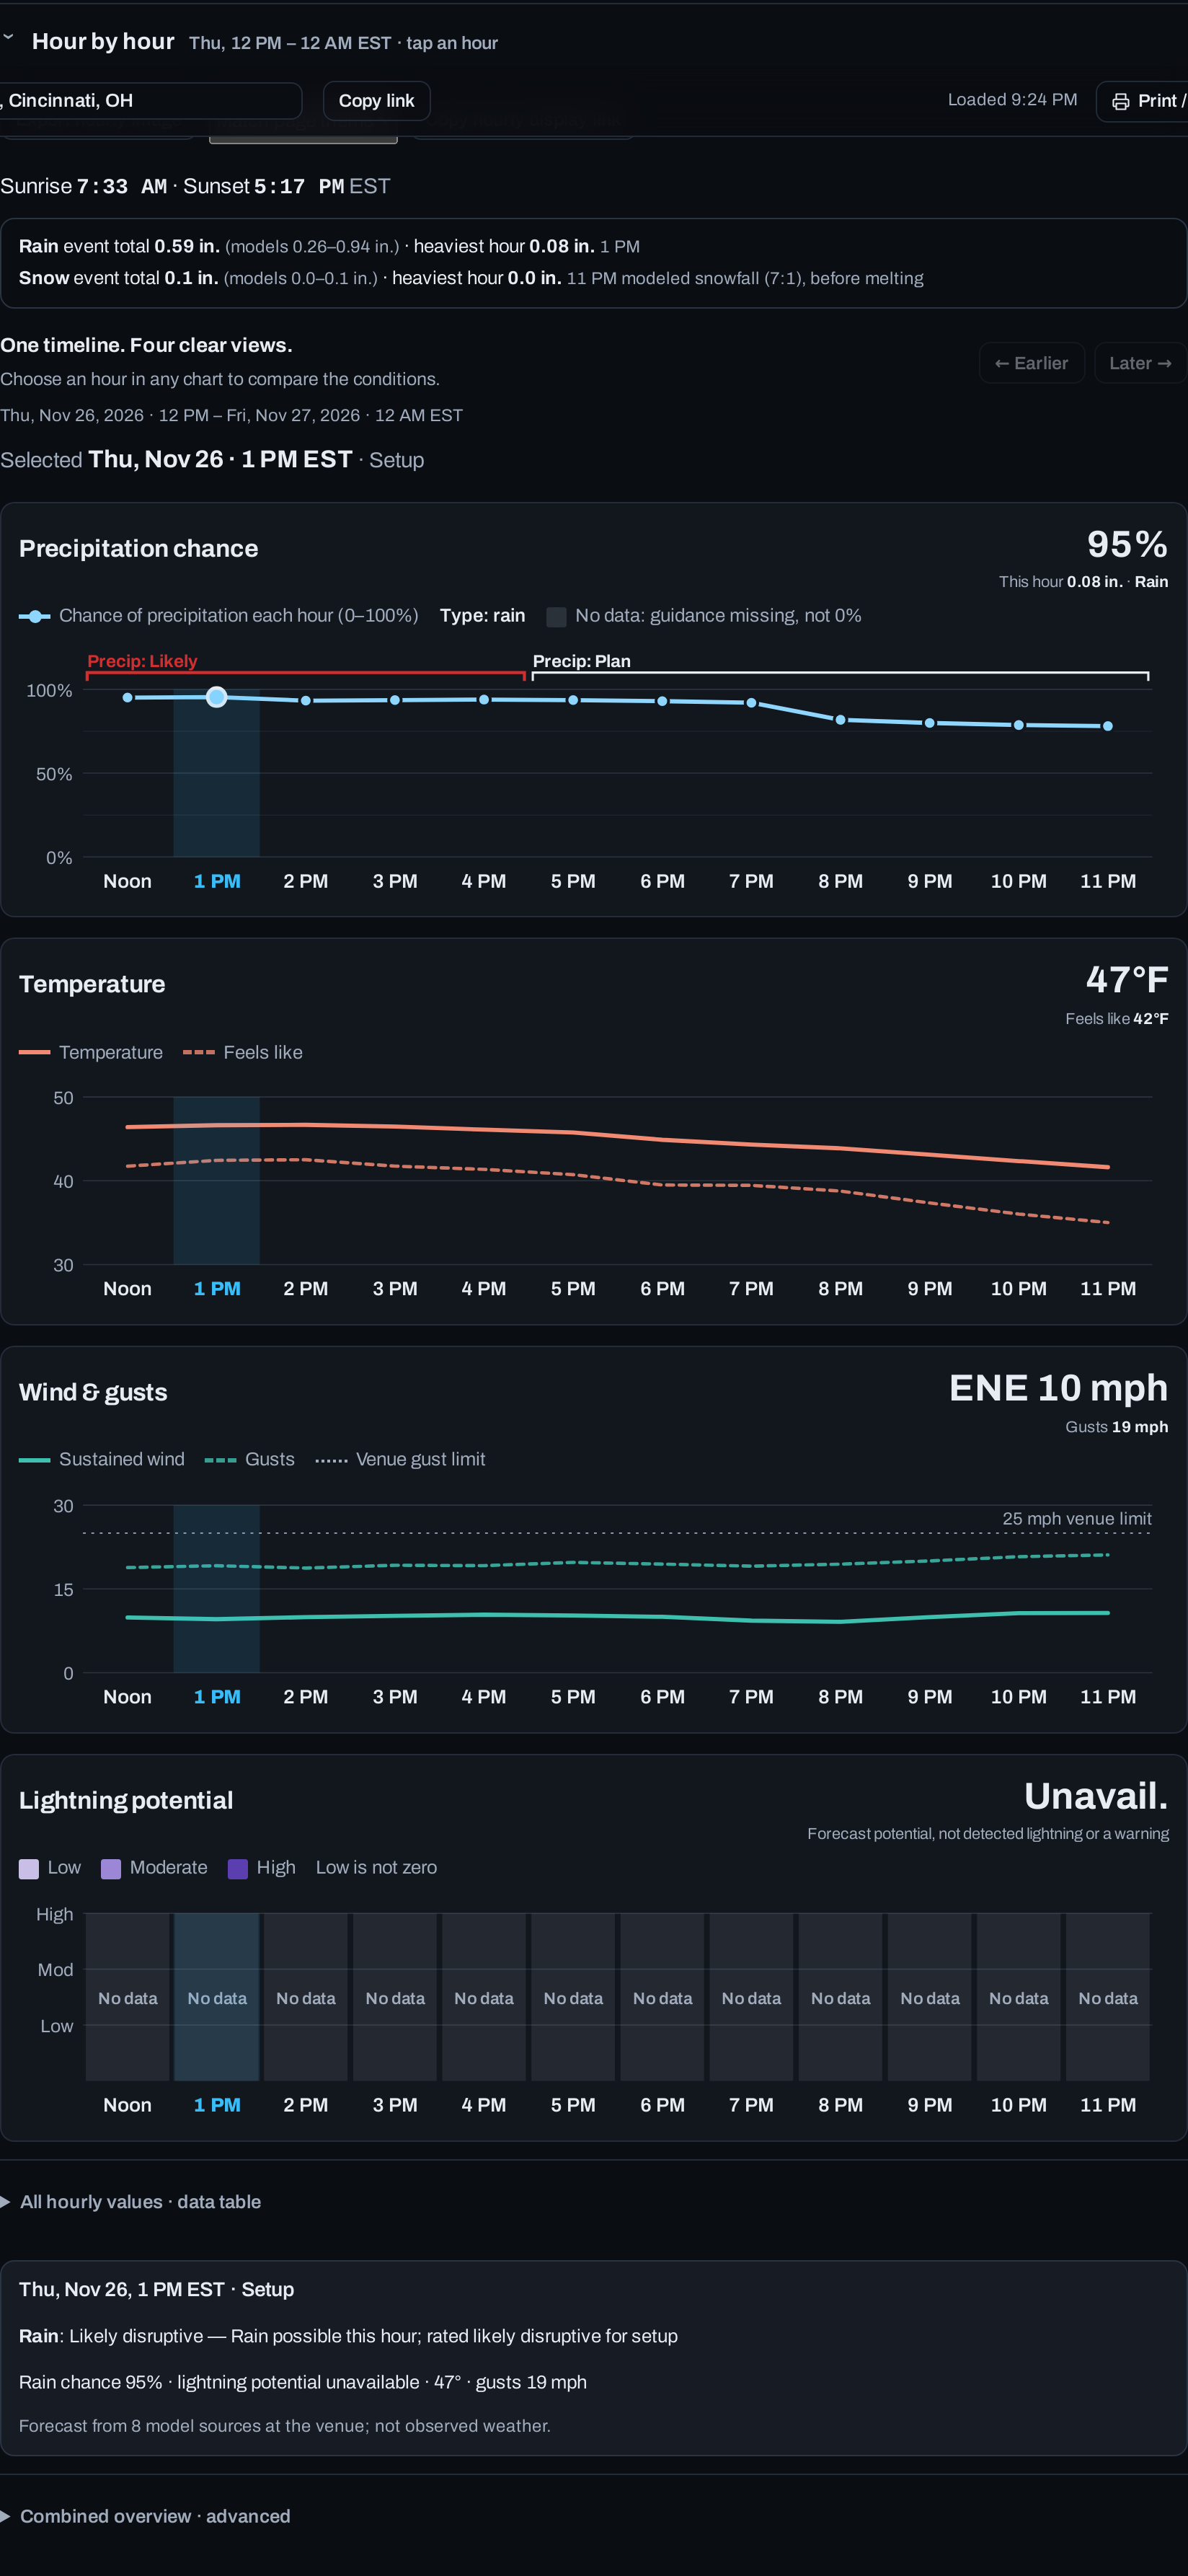 Hour by hour Thu, 12 PM – 12 AM EST · tap an hour
, Cincinnati, OH Copy link Loaded 9:24 PM Print /
Sunrise 7:33 AM · Sunset 5:17 PM EST
Rain event total 0.59 in. (models 0.26–0.94 in.) · heaviest hour 0.08 in. 1 PM
Snow event total 0.1 in. (models 0.0–0.1 in.) · heaviest hour 0.0 in. 11 PM modeled snowfall (7:1), before melting
One timeline. Four clear views.
← Earlier Later →
Choose an hour in any chart to compare the conditions.
Thu, Nov 26, 2026 · 12 PM – Fri, Nov 27, 2026 · 12 AM EST
Selected Thu, Nov 26 · 1 PM EST · Setup
Precipitation chance 95%
This hour 0.08 in. · Rain
Chance of precipitation each hour (0–100%) Type: rain No data: guidance missing, not 0%
Precip: Likely Precip: Plan
100%
50%
0%
Noon 1 PM 2 PM 3 PM 4 PM 5 PM 6 PM 7 PM 8 PM 9 PM 10 PM 11 PM
Temperature 47°F
Feels like 42°F
Temperature Feels like
50
40
30
Noon 1 PM 2 PM 3 PM 4 PM 5 PM 6 PM 7 PM 8 PM 9 PM 10 PM 11 PM
Wind & gusts ENE 10 mph
Gusts 19 mph
Sustained wind Gusts Venue gust limit
30
25 mph venue limit
15
0
Noon 1 PM 2 PM 3 PM 4 PM 5 PM 6 PM 7 PM 8 PM 9 PM 10 PM 11 PM
Lightning potential Unavail.
Forecast potential, not detected lightning or a warning
Low Moderate High Low is not zero
High
Mod
No data No data No data No data No data No data No data No data No data No data No data No data
Low
Noon 1 PM 2 PM 3 PM 4 PM 5 PM 6 PM 7 PM 8 PM 9 PM 10 PM 11 PM
All hourly values · data table
Thu, Nov 26, 1 PM EST · Setup
Rain: Likely disruptive — Rain possible this hour; rated likely disruptive for setup
Rain chance 95% · lightning potential unavailable · 47° · gusts 19 mph
Forecast from 8 model sources at the venue; not observed weather.
Combined overview · advanced